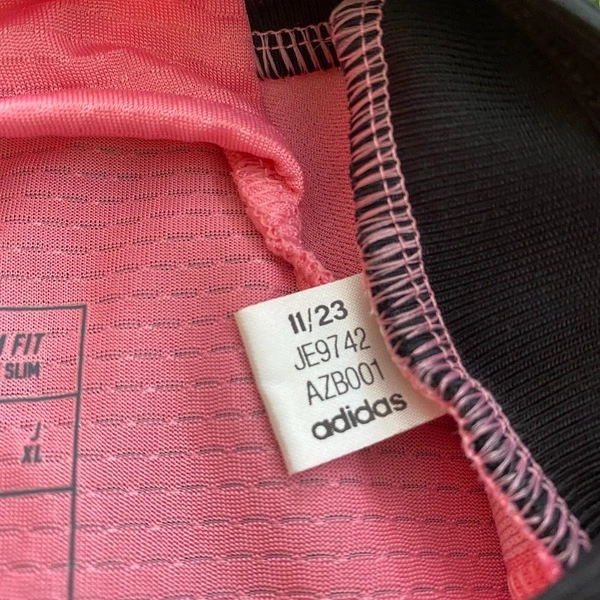 FIT
SLIM
J
XL
11/23
JE9742
AZB001
adidas